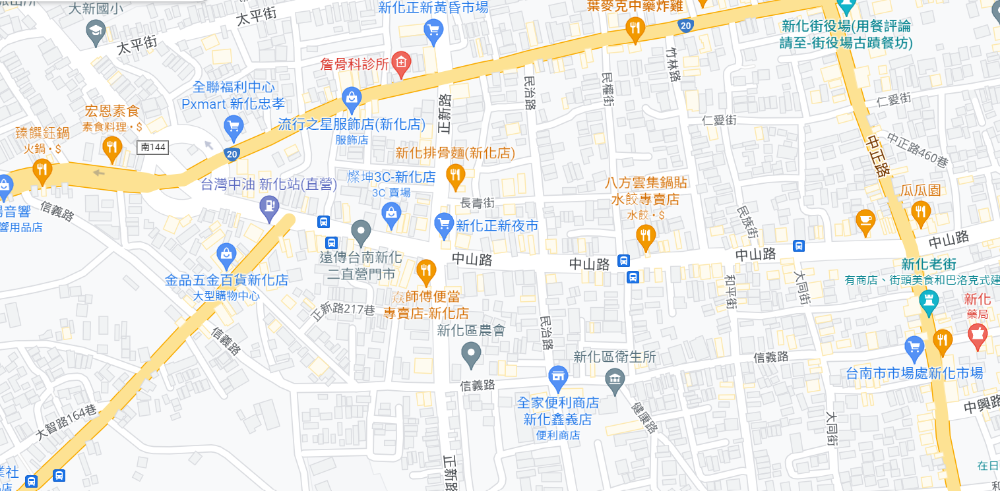 大新國小
太平街
太平街
新化正新黃昏市場
葉麥克中藥炸雞
20
新化街役場(用餐評論
請至-街役場古蹟餐坊)
詹骨科診所
竹林路
民權街
民治路
全聯福利中心
Pxmart 新化忠孝
宏恩素食
素食料理・$
流行之星服飾店(新化店)
服飾店
正新路
仁愛街
仁愛街
臻饌鈺鍋
火鍋・$
南144
20
新化排骨麵(新化店)
中正路
中正路460巷
燦坤3C-新化店
3C 賣場
台灣中油 新化站(直營)
八方雲集鍋貼
水餃專賣店
水餃・$
瓜瓜園
長青街
信義路
音響
響用品店
新化正新夜市
民族街
遠傳台南新化
二直營門市
中山路
中山路
中山路
中山路
金品五金百貨新化店
大型購物中心
新化老街
有商店、街頭美食和巴洛克式建
師傅便當
專賣店-新化店
和平街
大同街
新化
藥局
正新路217巷
新化區農會
民治路
信義路
新化區衛生所
信義路
台南市市場處新化市場
信義路
全家便利商店
新化鑫義店
便利商店
健康路
大同街
中興路
大智路164巷
正新路
業社
在日